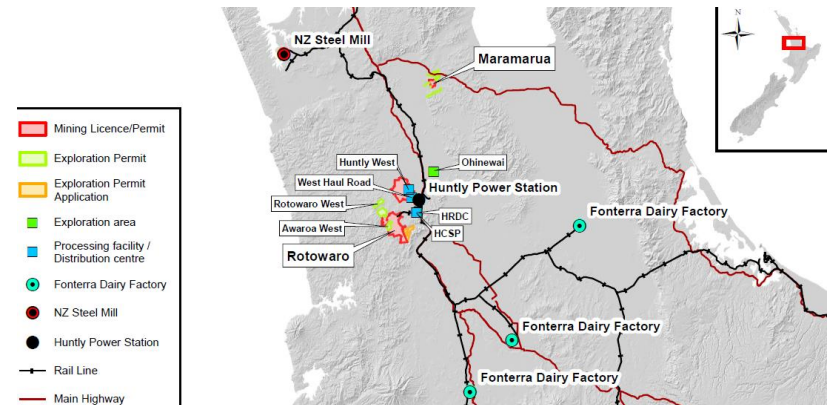 NZ Steel Mill
Maramarua
N
Mining Licence/Permit
Exploration Permit
Exploration Permit
Application
Exploration area
Processing facility /
Distribution centre
Fonterra Dairy Factory
NZ Steel Mill
Huntly Power Station
Rail Line
Main Highway
Huntly West
Ohinewai
West Haul Road
Huntly Power Station
Rotowaro West
HRDC
Fonterra Dairy Factory
Awaroa West
HCSP
Rotowaro
Fonterra Dairy Factory
Fonterra Dairy Factory